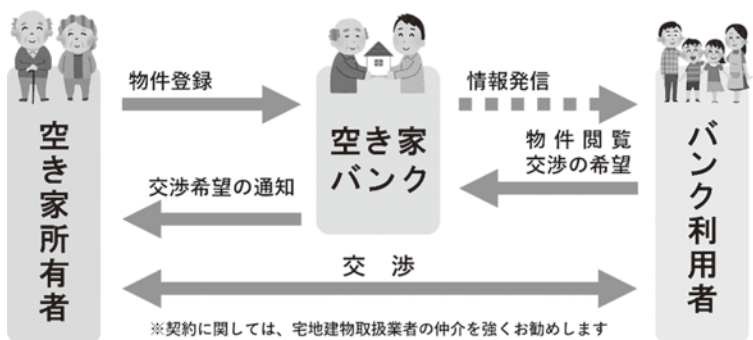 空き家所有者
物件登録
空き家
バンク
情報発信
物件閲覧
交渉の希望
交渉希望の通知
交渉
バンク利用者
※契約に関しては、宅地建物取扱業者の仲介を強くお勧めします